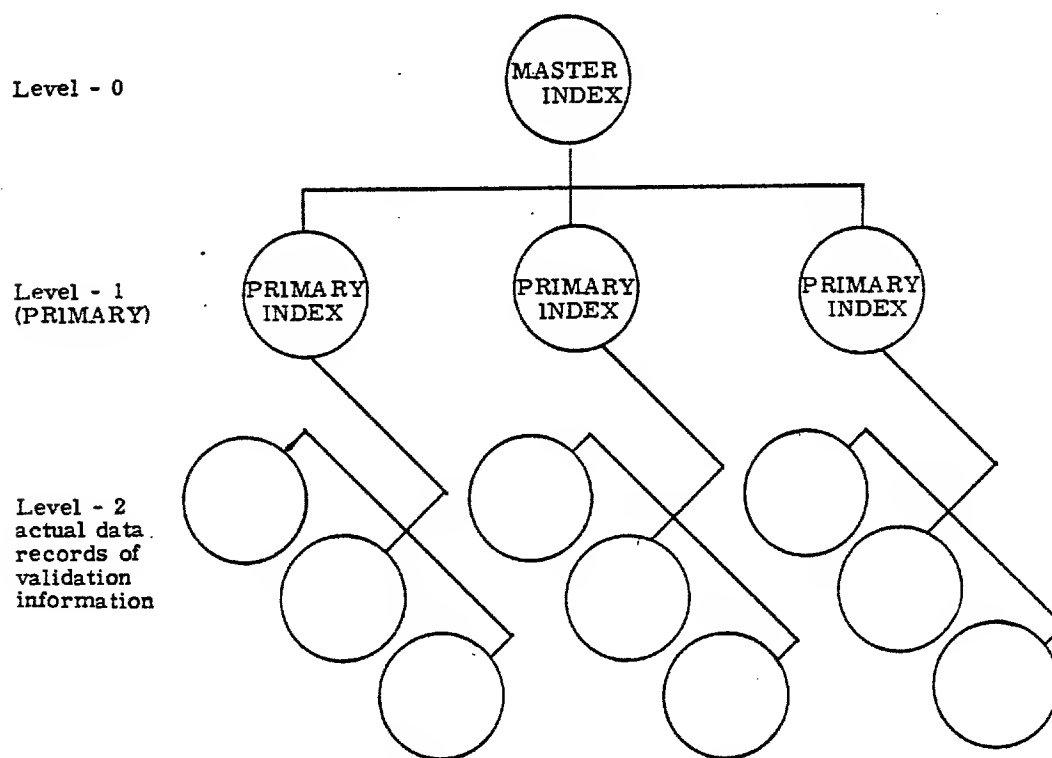 Level - 0
MASTER
INDEX
Level - 1
(PRIMARY)
PRIMARY
INDEX
PRIMARY
INDEX
PRIMARY
INDEX
Level - 2
actual data
records of
validation
information